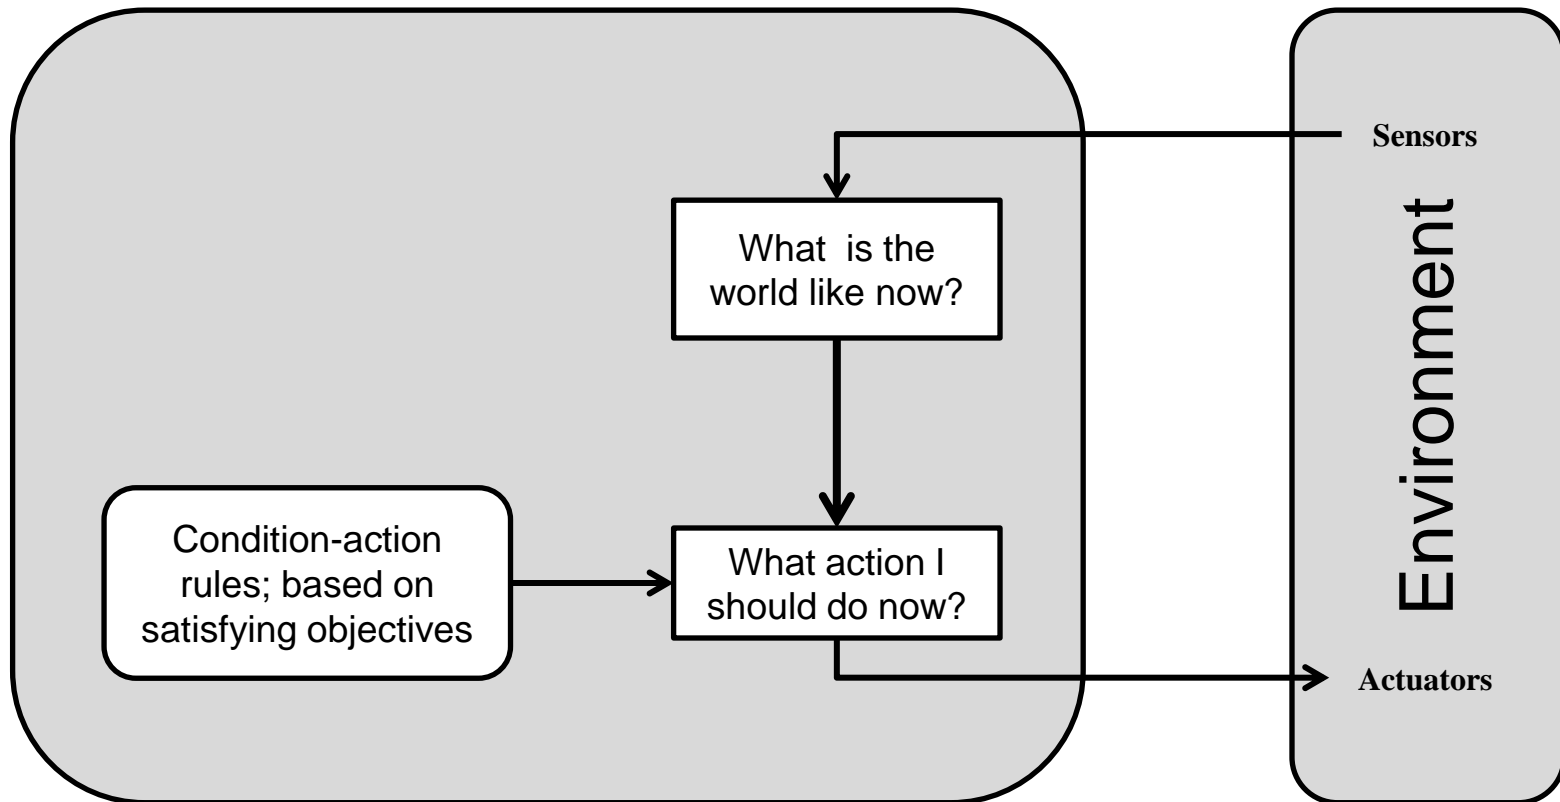 Sensors
What  is the
world like now?
Environment
Condition-action
rules; based on
satisfying objectives
What action I
should do now?
Actuators